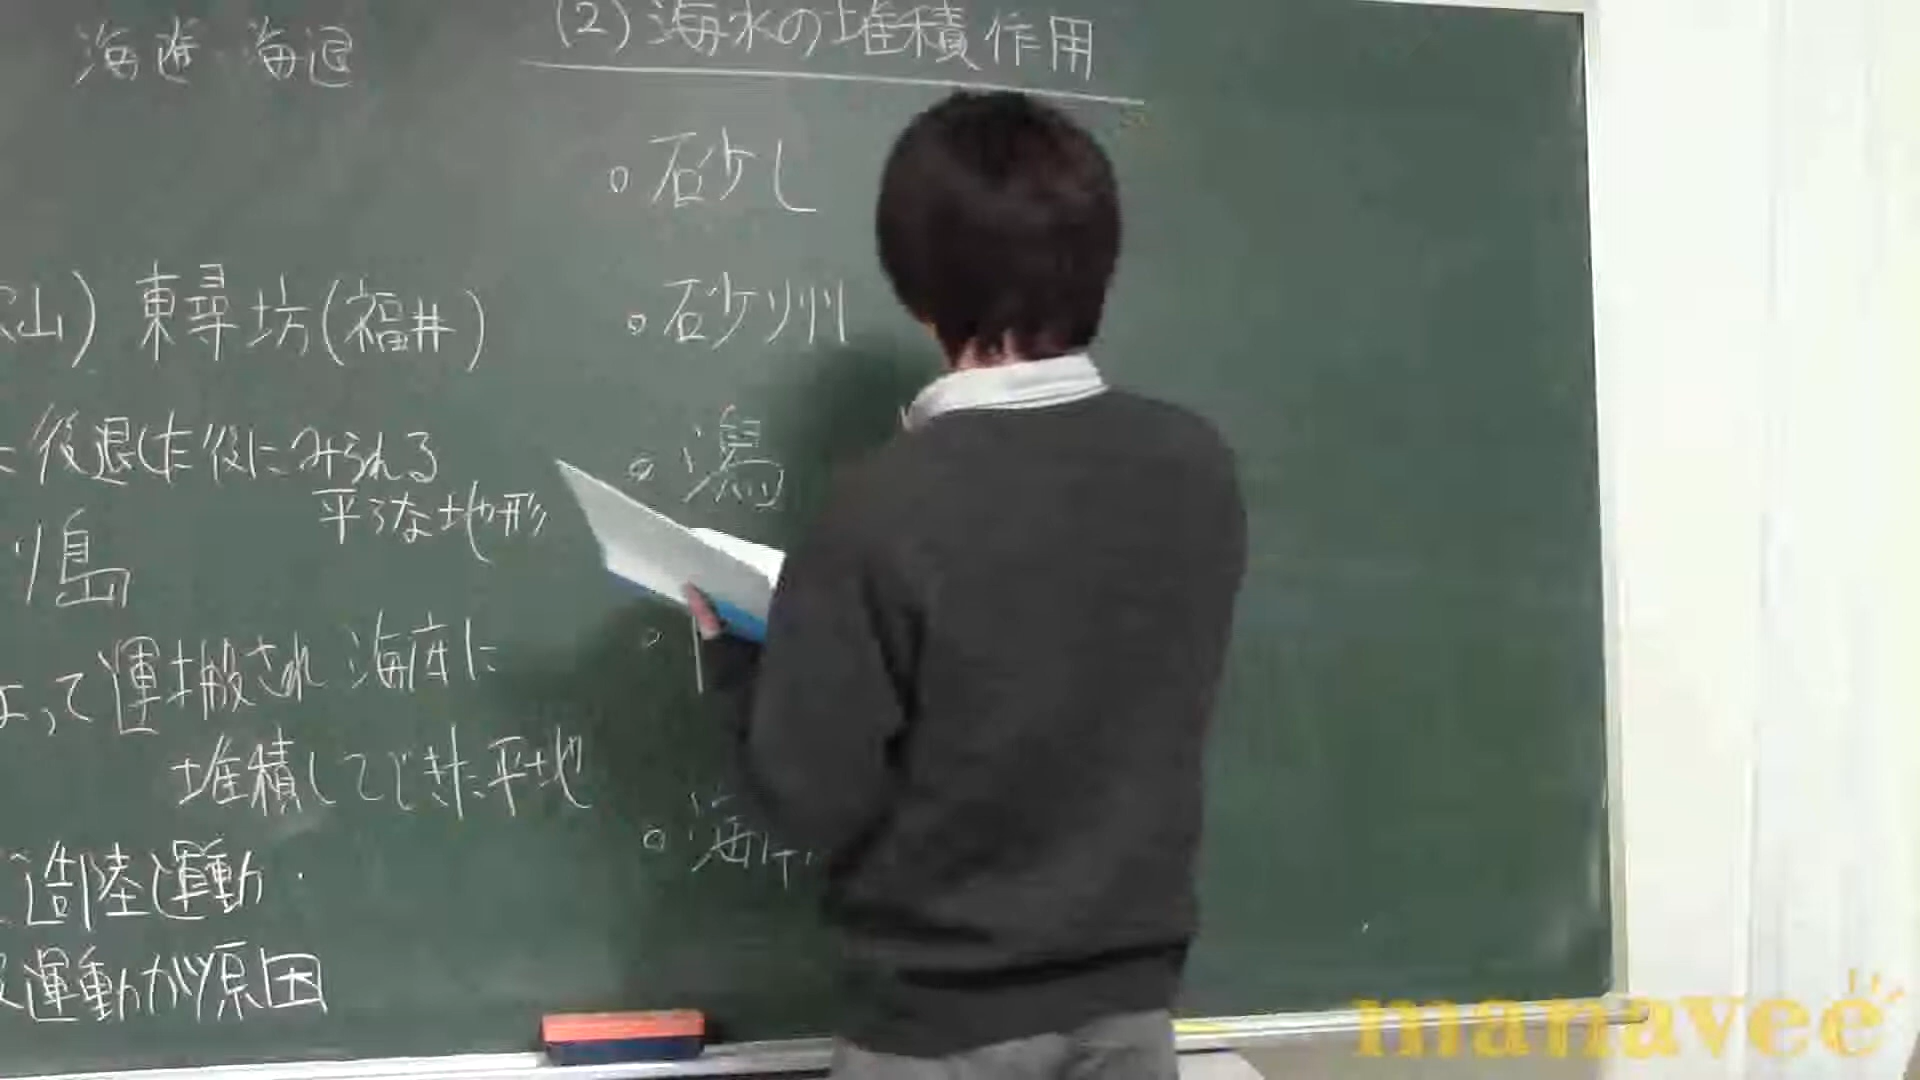 海進 海退
山) 東尋坊(福井)
後退した後にみられる
平らな地形
島
よって運搬され 海底に
堆積してできた平地
造陸運動
運動が原因
(2) 海水の堆積作用
砂し
砂州
潟
海
manavee